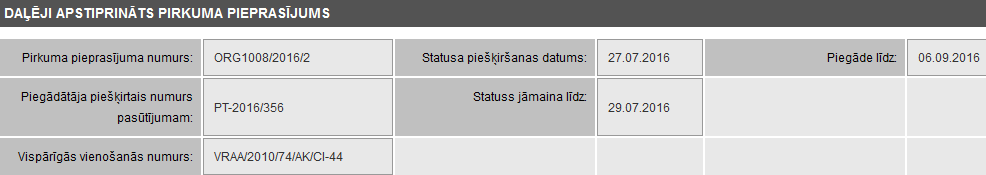 DAĻĒJI APSTIPRINĀTS PIRKUMA PIEPRASĪJUMS
Pirkuma pieprasījuma numurs: ORG1008/2016/2 Statusa piešķiršanas datums: 27.07.2016 Piegāde līdz: 06.09.2016
Piegādātāja piešķirtais numurs
pasūtījumam: PT-2016/356 Statuss jāmaina līdz: 29.07.2016
Vispārīgās vienošanās numurs: VRAA/2010/74/AK/CI-44